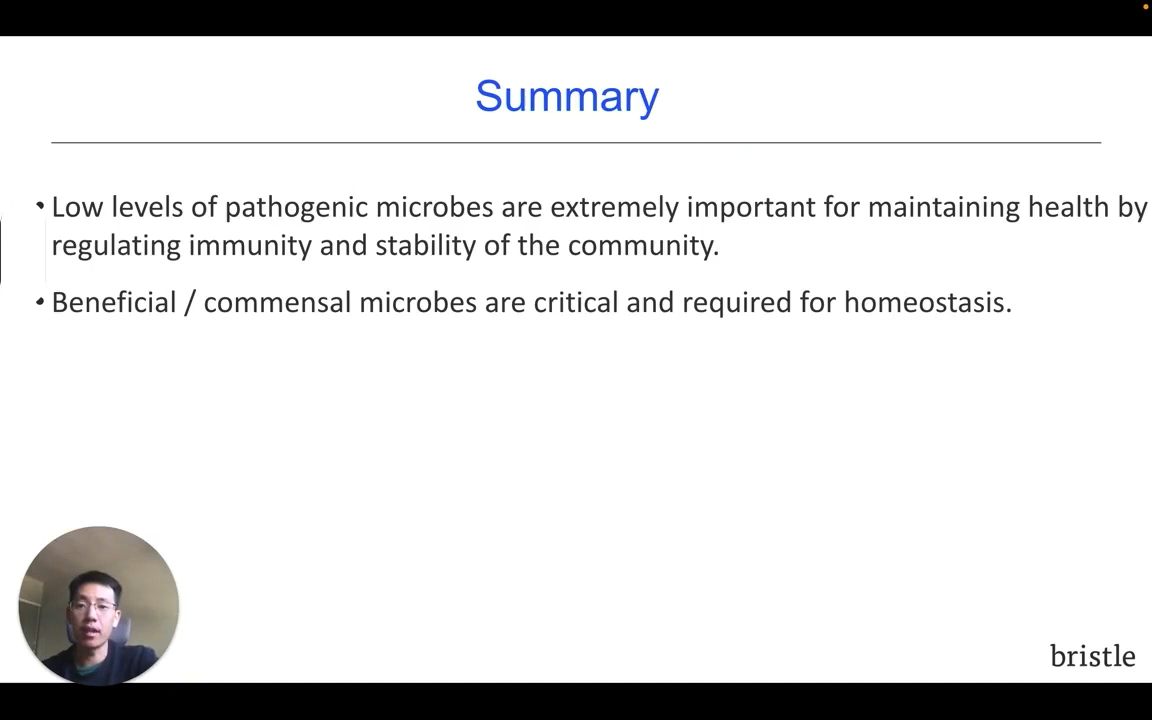 Summary
• Low levels of pathogenic microbes are extremely important for maintaining health by
regulating immunity and stability of the community.
• Beneficial / commensal microbes are critical and required for homeostasis.
bristle